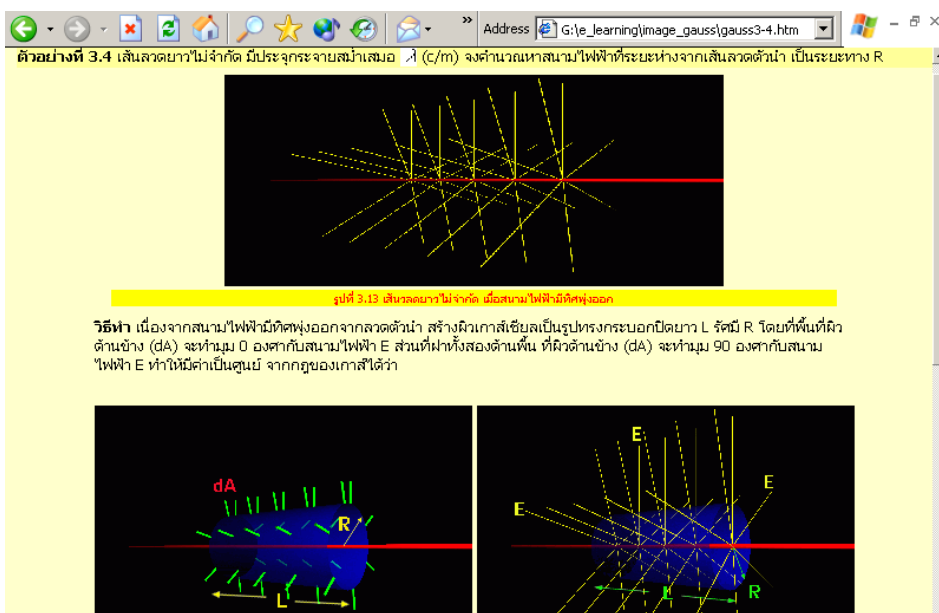 Address G:\e_learning\image_gauss\gauss3-4.htm
ตัวอย่างที่ 3.4 เส้นลวดยาวไม่จำกัด มีประจุกระจายสม่ำเสมอ λ (c/m) จงคำนวณหาสนามไฟฟ้าที่ระยะห่างจากเส้นลวดตัวนำ เป็นระยะทาง R
รูปที่ 3.13 เส้นวลดยาวไม่จำกัด เมื่อสนามไฟฟ้ามีทิศพุ่งออก
วิธีทำ เนื่องจากสนามไฟฟ้ามีทิศพุ่งออกจากลวดตัวนำ สร้างผิวเกาส์เซียลเป็นรูปทรงกระบอกปิดยาว L รัศมี R โดยที่พื้นที่ผิว
ด้านข้าง (dA) จะทำมุม 0 องศากับสนามไฟฟ้า E ส่วนที่ฝาทั้งสองด้านพื้น ที่ผิวด้านข้าง (dA) จะทำมุม 90 องศากับสนาม
ไฟฟ้า E ทำให้มีค่าเป็นศูนย์ จากกฎของเกาส์ได้ว่า
dA
R
L
E
E
E
L
R